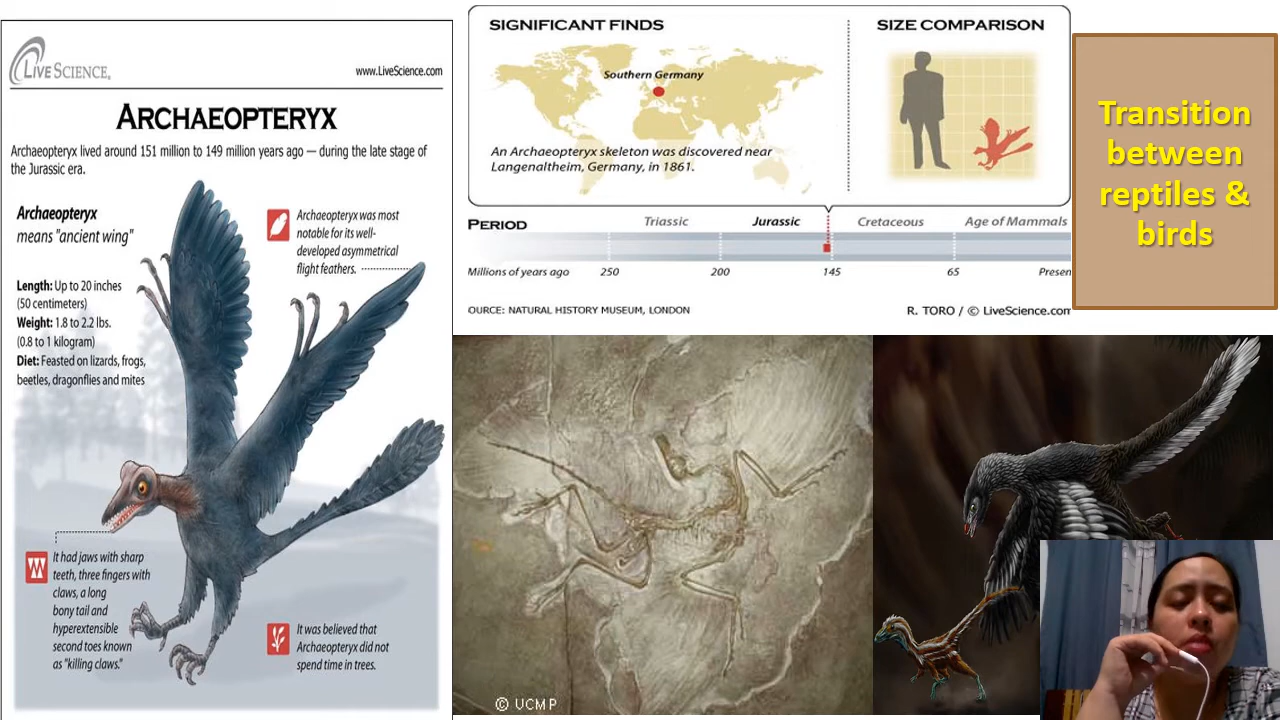 LIVESCIENCE.
www.LiveScience.com
ARCHAEOPTERYX
Archaeopteryx lived around 151 million to 149 million years ago — during the late stage of
the Jurassic era.
Archaeopteryx
means "ancient wing"
Length: Up to 20 inches
(50 centimeters)
Weight: 1.8 to 2.2 lbs.
(0.8 to 1 kilogram)
Diet: Feasted on lizards, frogs,
beetles, dragonflies and mites
Archaeopteryx was most
notable for its well-
developed asymmetrical
flight feathers.
It had jaws with sharp
teeth, three fingers with
claws, a long
bony tail and
hyperextensible
second toes known
as "killing claws."
It was believed that
Archaeopteryx did not
spend time in trees.
SIGNIFICANT FINDS
Southern Germany
An Archaeopteryx skeleton was discovered near
Langenaltheim, Germany, in 1861.
SIZE COMPARISON
PERIOD
Triassic
Jurassic
Cretaceous
Age of Mammals
Millions of years ago
250
200
145
65
Presen
OURCE: NATURAL HISTORY MUSEUM, LONDON
R. TORO / © LiveScience.com
Transition
between
reptiles &
birds
© UCMP